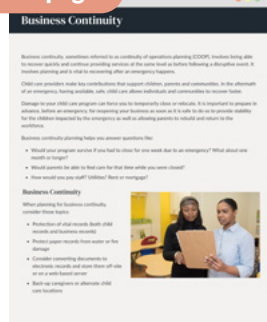 Business Continuity
Business continuity, sometimes referred to as continuity of operations planning (COOP), involves being able
to recover quickly and continue providing services at the same level as before following a disruptive event. It
involves planning and is vital to recovering after an emergency happens.
Child care providers make key contributions that support children, parents and communities. In the aftermath
of an emergency, having available, safe, child care allows individuals and communities to recover faster.
Damage to your child care program can force you to temporarily close or relocate. It is important to prepare in
advance, before an emergency, for reopening your business as soon as it is safe to do so to provide stability
for the children impacted by the emergency as well as allowing parents to rebuild and return to the
workforce.
Business continuity planning helps you answer questions like:
• Would your program survive if you had to close for one week due to an emergency? What about one
month or longer?
• Would parents be able to find care for that time while you were closed?
• How would you pay staff? Utilities? Rent or mortgage?
Business Continuity
When planning for business continuity,
consider these topics:
• Protection of vital records (both child
records and business records)
• Protect paper records from water or fire
damage
• Consider converting documents to
electronic records and store them off-site
or on a web-based server
• Back-up caregivers or alternate child
care locations